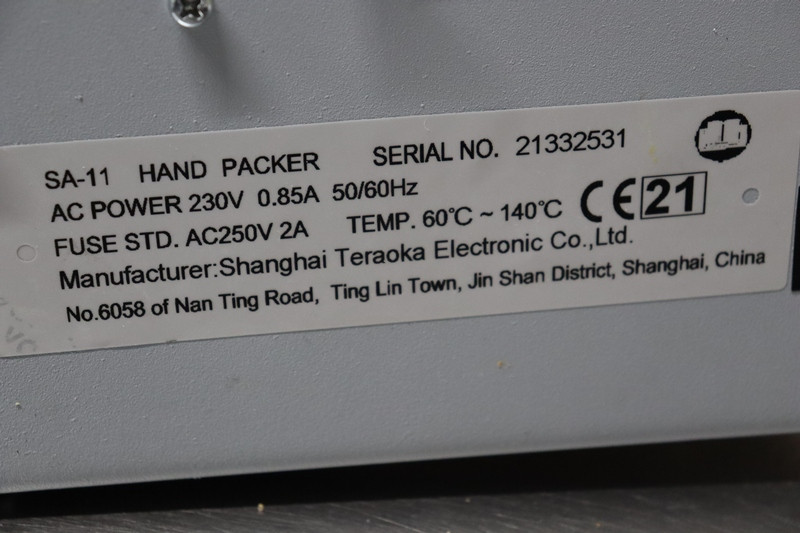 SA-11 HAND PACKER SERIAL NO. 21332531
AC POWER 230V 0.85A 50/60Hz
FUSE STD. AC250V 2A TEMP. 60℃ ~ 140℃ CE 21
Manufacturer:Shanghai Teraoka Electronic Co.,Ltd.
No.6058 of Nan Ting Road, Ting Lin Town, Jin Shan District, Shanghai, China